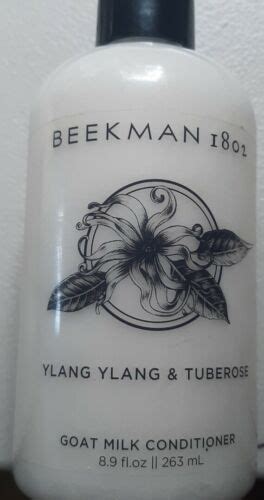 BEEKMAN 1802
YLANG YLANG & TUBEROSE
GOAT MILK CONDITIONER
8.9 fl.oz || 263 mL